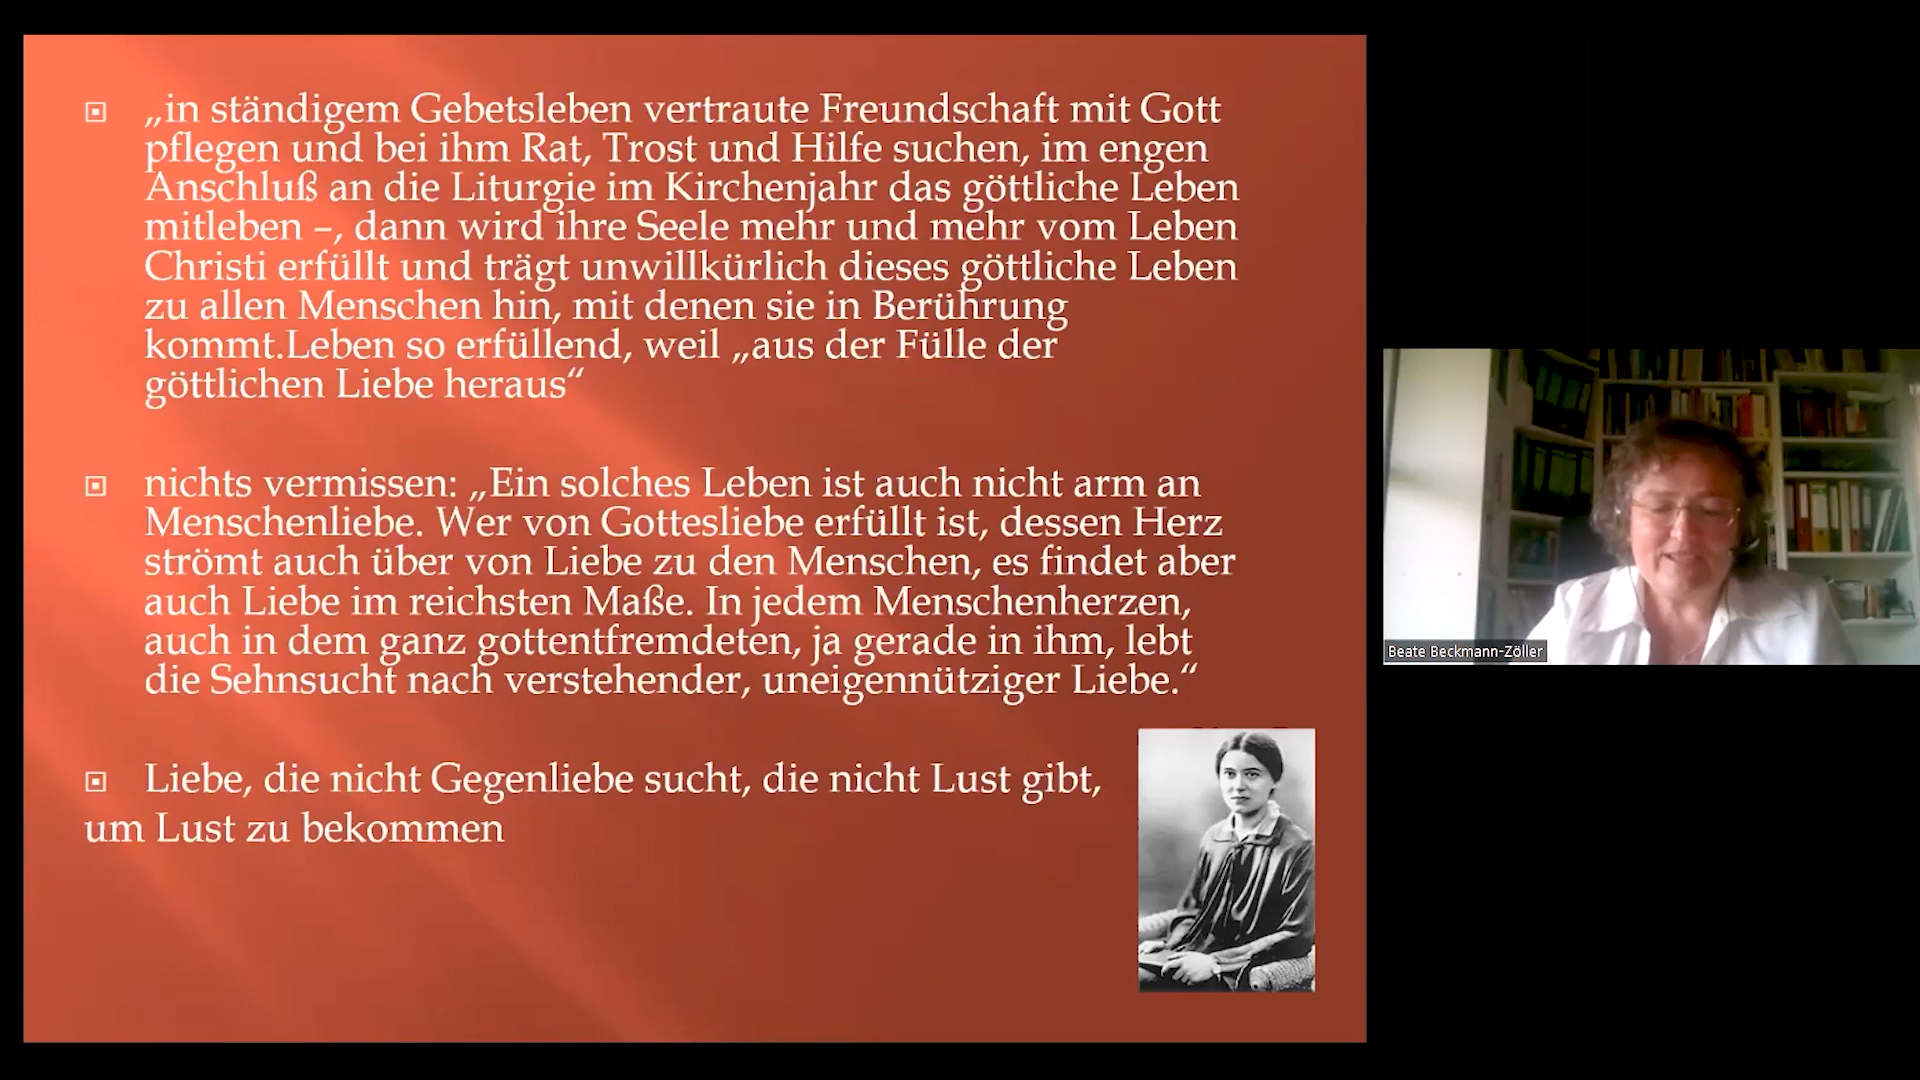 „in ständigem Gebetsleben vertraute Freundschaft mit Gott
pflegen und bei ihm Rat, Trost und Hilfe suchen, im engen
Anschluß an die Liturgie im Kirchenjahr das göttliche Leben
mitleben –, dann wird ihre Seele mehr und mehr vom Leben
Christi erfüllt und trägt unwillkürlich dieses göttliche Leben
zu allen Menschen hin, mit denen sie in Berührung
kommt.Leben so erfüllend, weil „aus der Fülle der
göttlichen Liebe heraus“
nichts vermissen: „Ein solches Leben ist auch nicht arm an
Menschenliebe. Wer von Gottesliebe erfüllt ist, dessen Herz
strömt auch über von Liebe zu den Menschen, es findet aber
auch Liebe im reichsten Maße. In jedem Menschenherzen,
auch in dem ganz gottentfremdeten, ja gerade in ihm, lebt
die Sehnsucht nach verstehender, uneigennütziger Liebe.“
Liebe, die nicht Gegenliebe sucht, die nicht Lust gibt,
um Lust zu bekommen
Beate Beckmann-Zöller